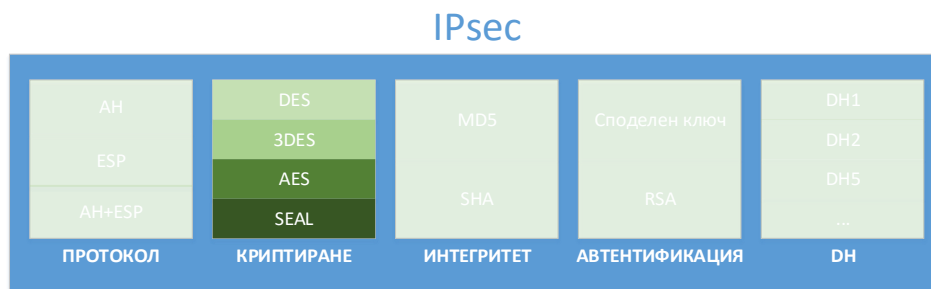 IPsec
AH
ESP
AH+ESP
ПРОТОКОЛ
DES
3DES
AES
SEAL
КРИПТИРАНЕ
MD5
SHA
ИНТЕГРИТЕТ
Споделен ключ
RSA
АВТЕНТИФИКАЦИЯ
DH1
DH2
DH5
...
DH